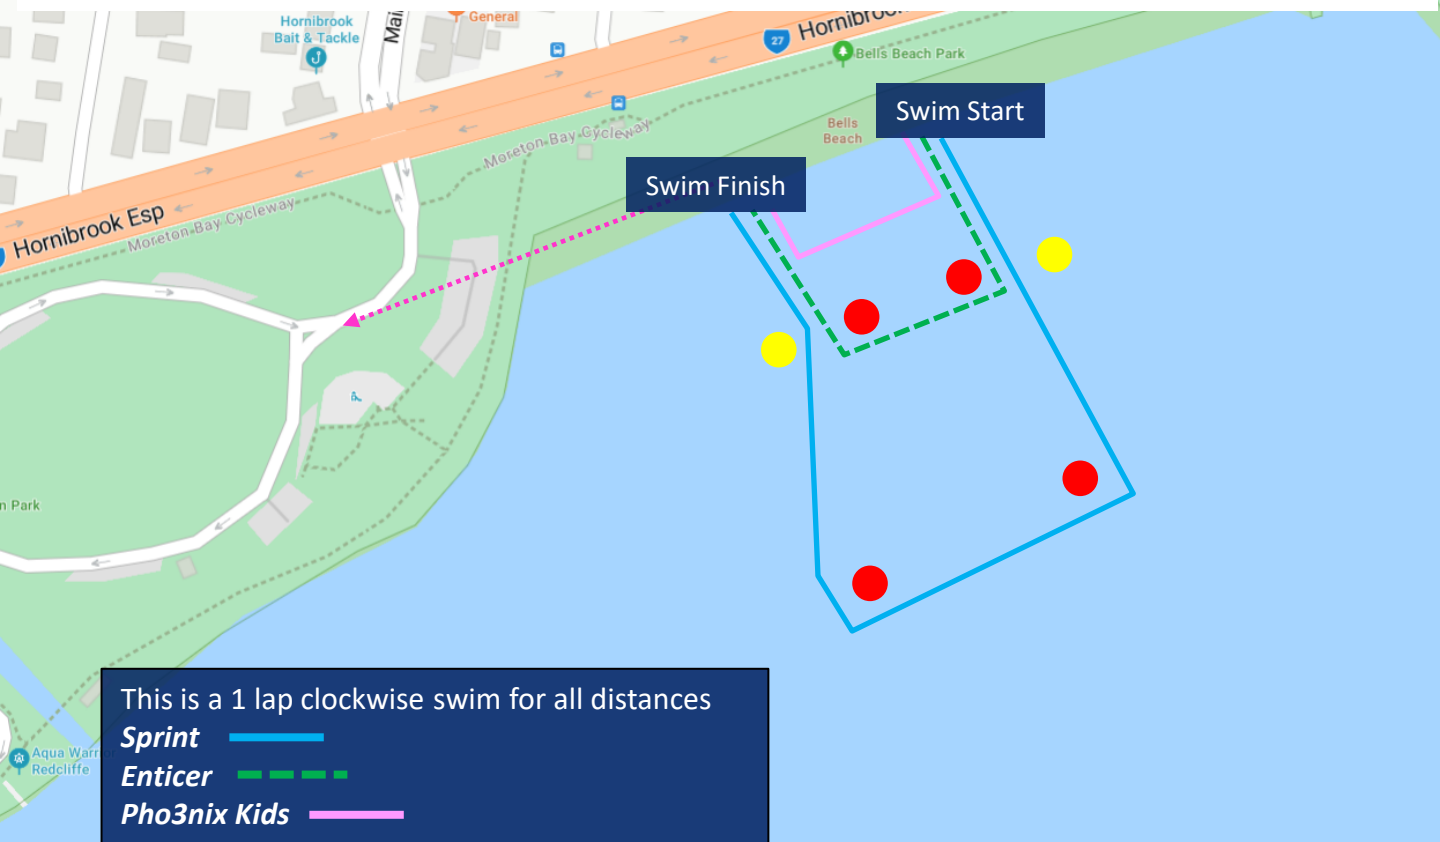 Hornibrook
Bait & Tackle
General
27
Bells Beach Park
Swim Start
Bells
Beach
Moreton Bay Cycleway
Swim Finish
Hornibrook Esp
Moreton Bay Cycleway
Park
Aqua
Redcliffe
This is a 1 lap clockwise swim for all distances
Sprint
Enticer
Pho3nix Kids